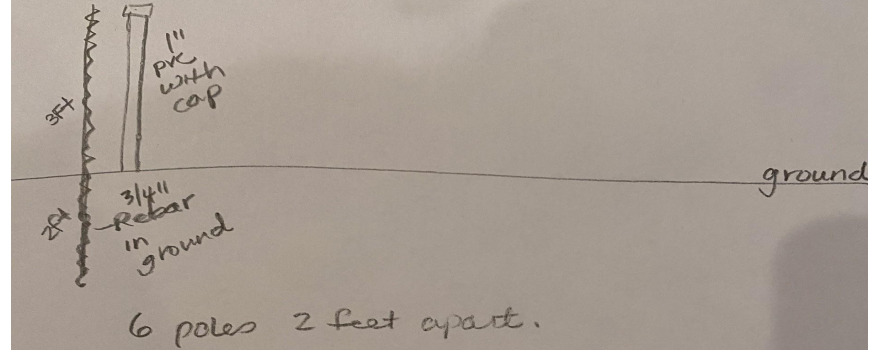 1"
pvc
with
cap
3ft
ground
3/4"
Rebar
in
ground
2ft
6 poles 2 feet apart.